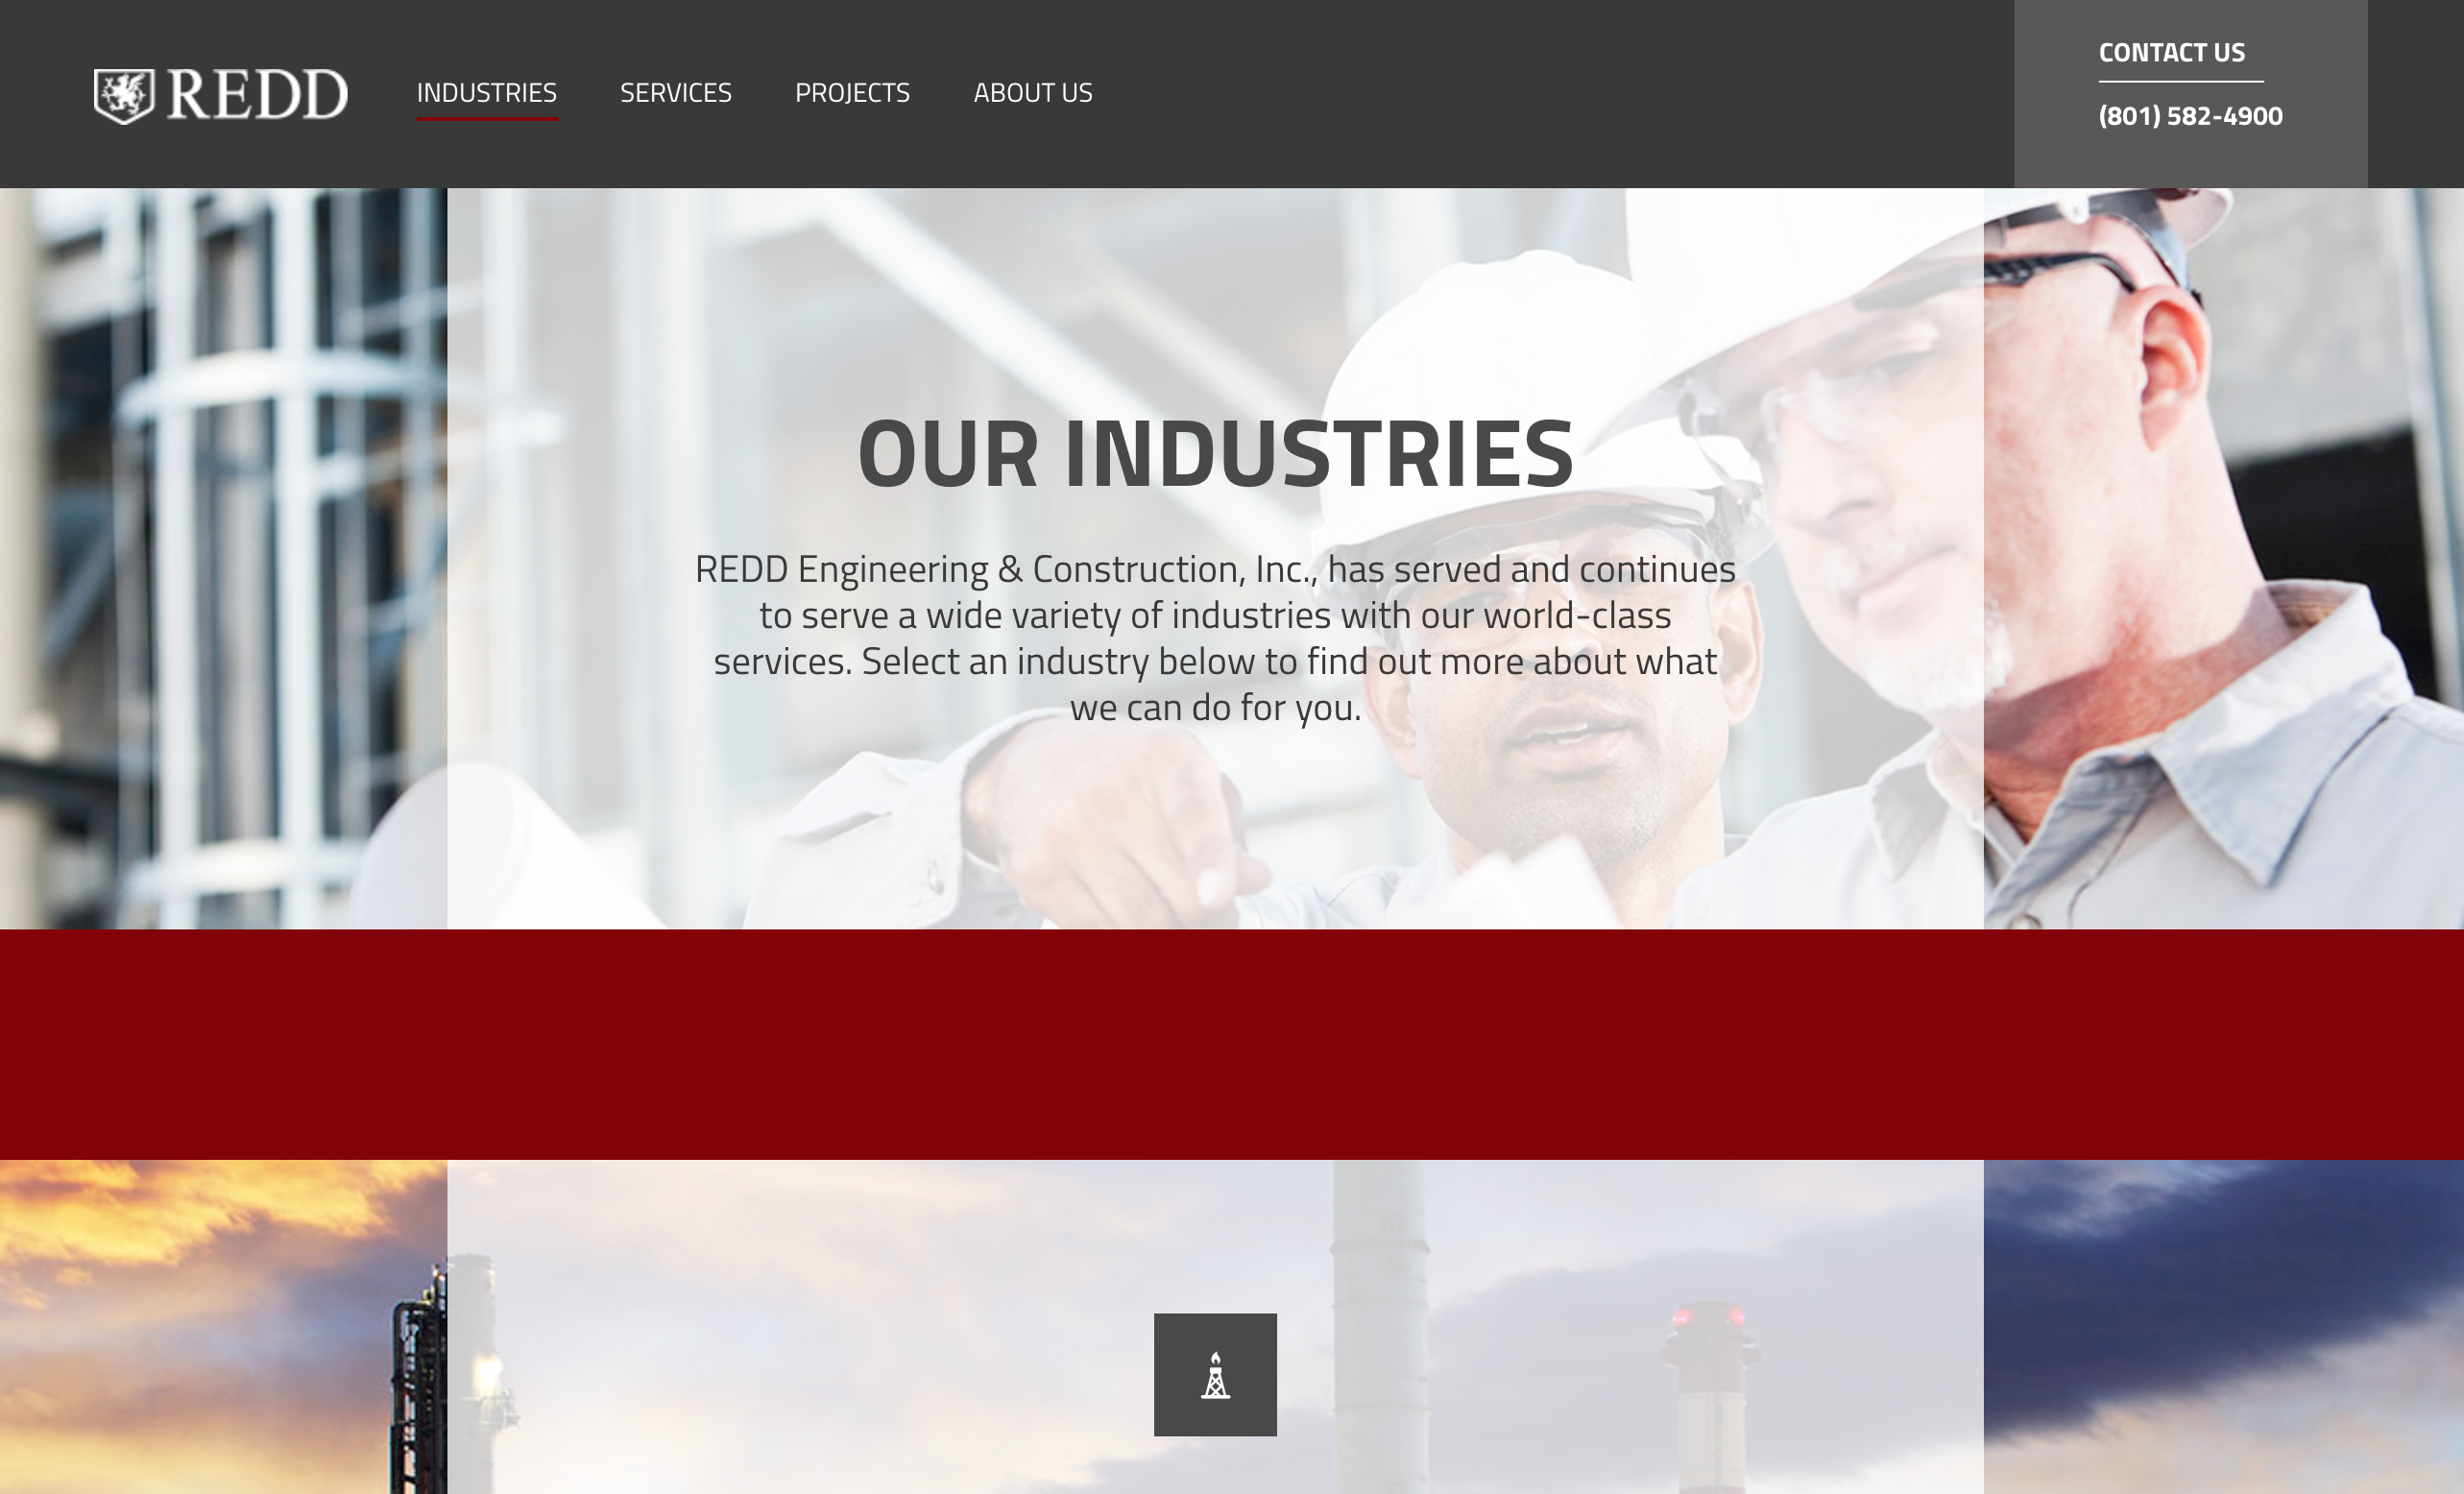 REDD
INDUSTRIES
SERVICES
PROJECTS
ABOUT US
CONTACT US
(801) 582-4900
OUR INDUSTRIES
REDD Engineering & Construction, Inc., has served and continues
to serve a wide variety of industries with our world-class
services. Select an industry below to find out more about what
we can do for you.